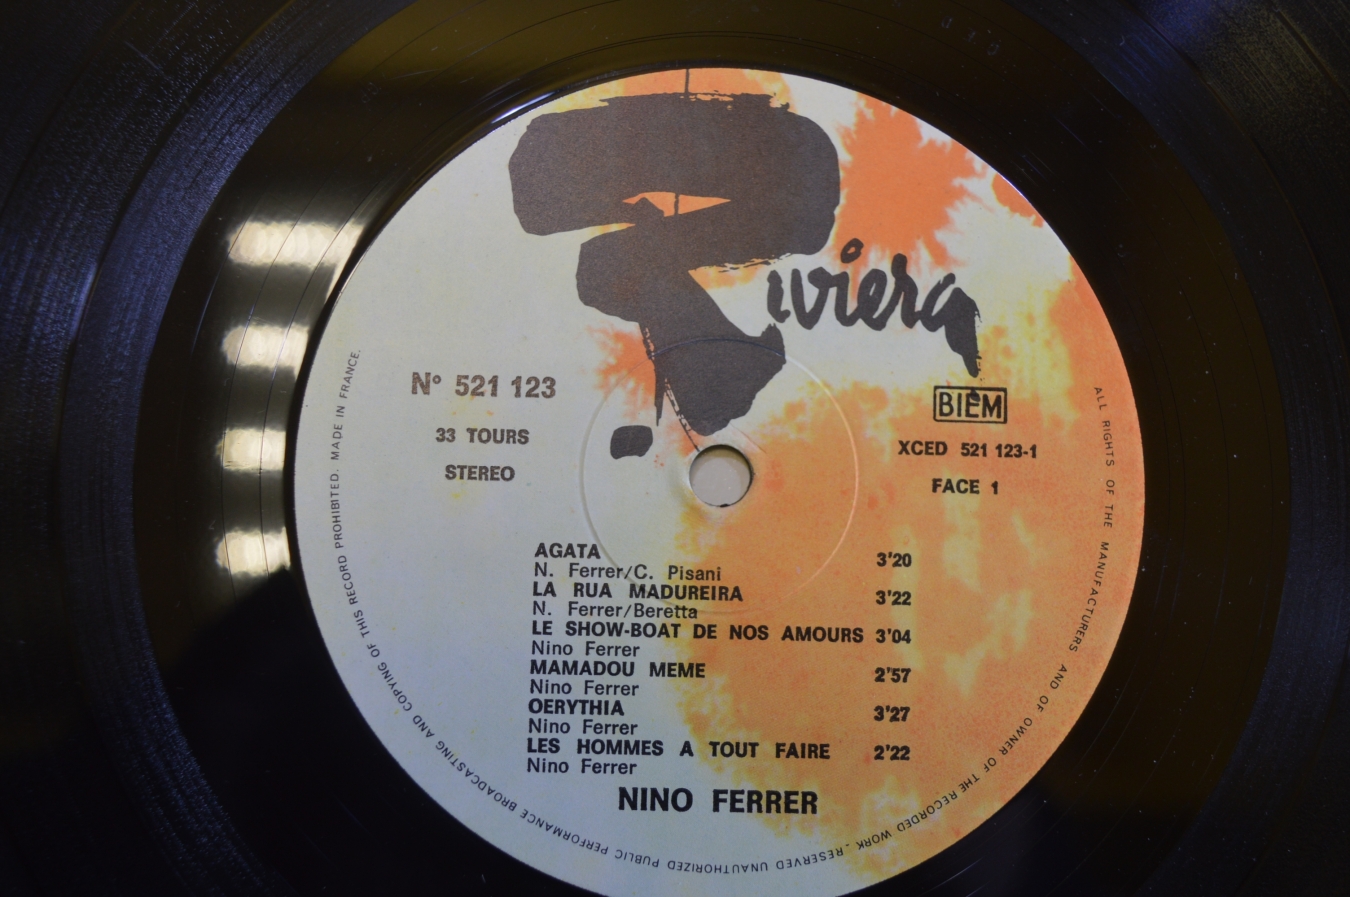 Riviera
N° 521 123
33 TOURS
STEREO
BIEM
XCED 521 123-1
FACE 1
AGATA 3'20
N. Ferrer/C. Pisani
LA RUA MADUREIRA 3'22
N. Ferrer/Beretta
LE SHOW-BOAT DE NOS AMOURS 3'04
Nino Ferrer
MAMADOU MEME 2'57
Nino Ferrer
OERYTHIA 3'27
Nino Ferrer
LES HOMMES A TOUT FAIRE 2'22
Nino Ferrer
NINO FERRER
ALL RIGHTS OF THE MANUFACTURERS AND OF OWNER OF THE RECORDED WORK - RESERVED UNAUTHORIZED PUBLIC PERFORMANCE BROADCASTING AND COPYING OF THIS RECORD PROHIBITED. MADE IN FRANCE.